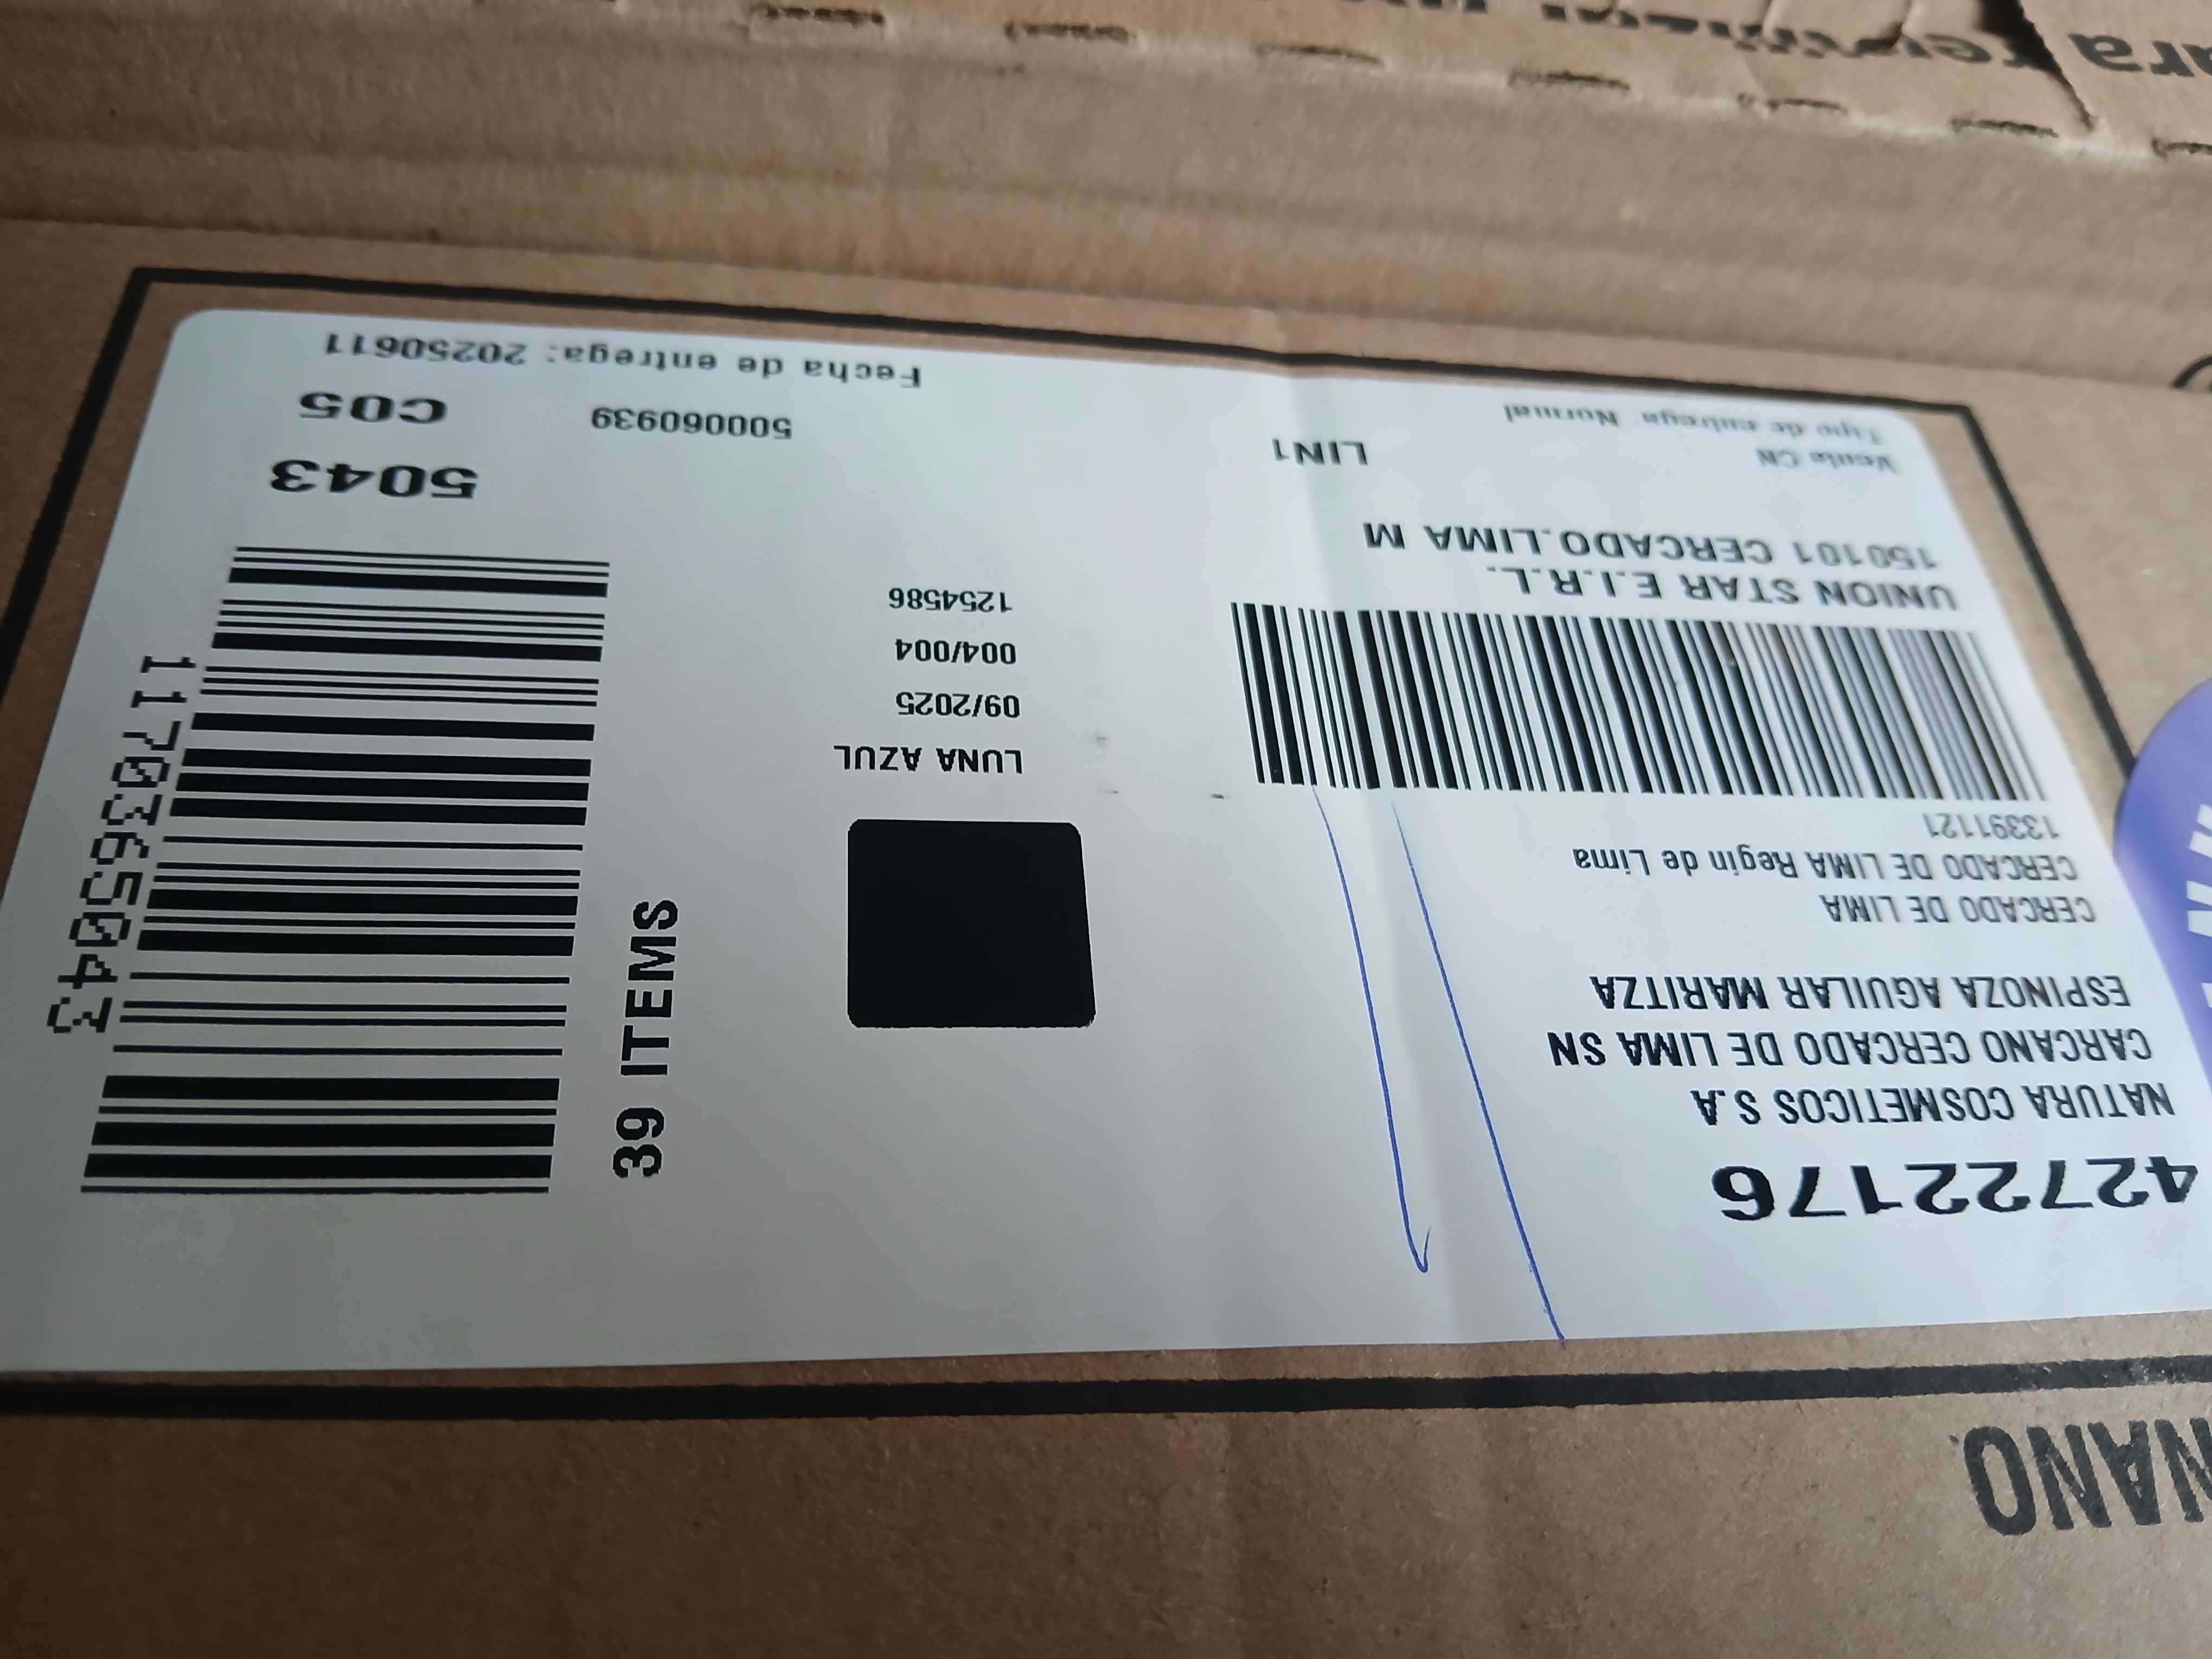 42722176
NATURA COSMETICOS S.A
CARCANO CERCADO DE LIMA SN
ESPINOZA AGUILAR MARITZA
CERCADO DE LIMA
CERCADO DE LIMA Regin de Lima
13391121
UNION STAR E.I.R.L.
150101 CERCADO.LIMA M
Venta CN
LIN1
Tipo de entrega: Normal
LUNA AZUL
09/2025
004/004
1254586
500060939
Fecha de entrega: 20250611
39 ITEMS
1170365043
5043
C05
NANO.